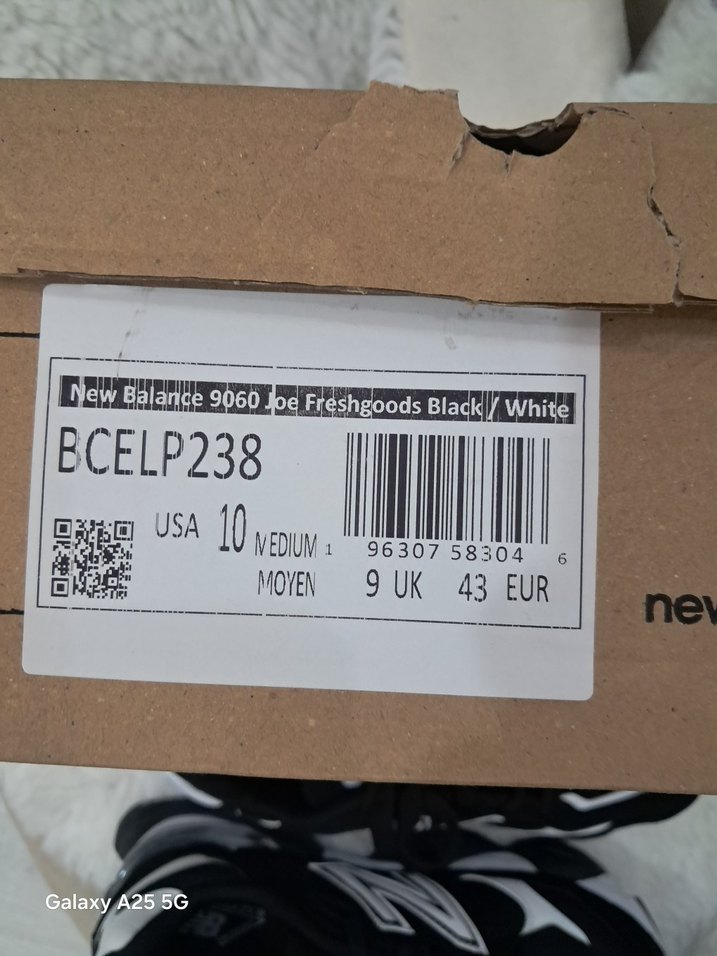 New Balance 9060 Joe Freshgoods Black / White
BCELP238
USA 10 MEDIUM
MOYEN
1 96307 58304 6
9 UK 43 EUR
new
N
Galaxy A25 5G